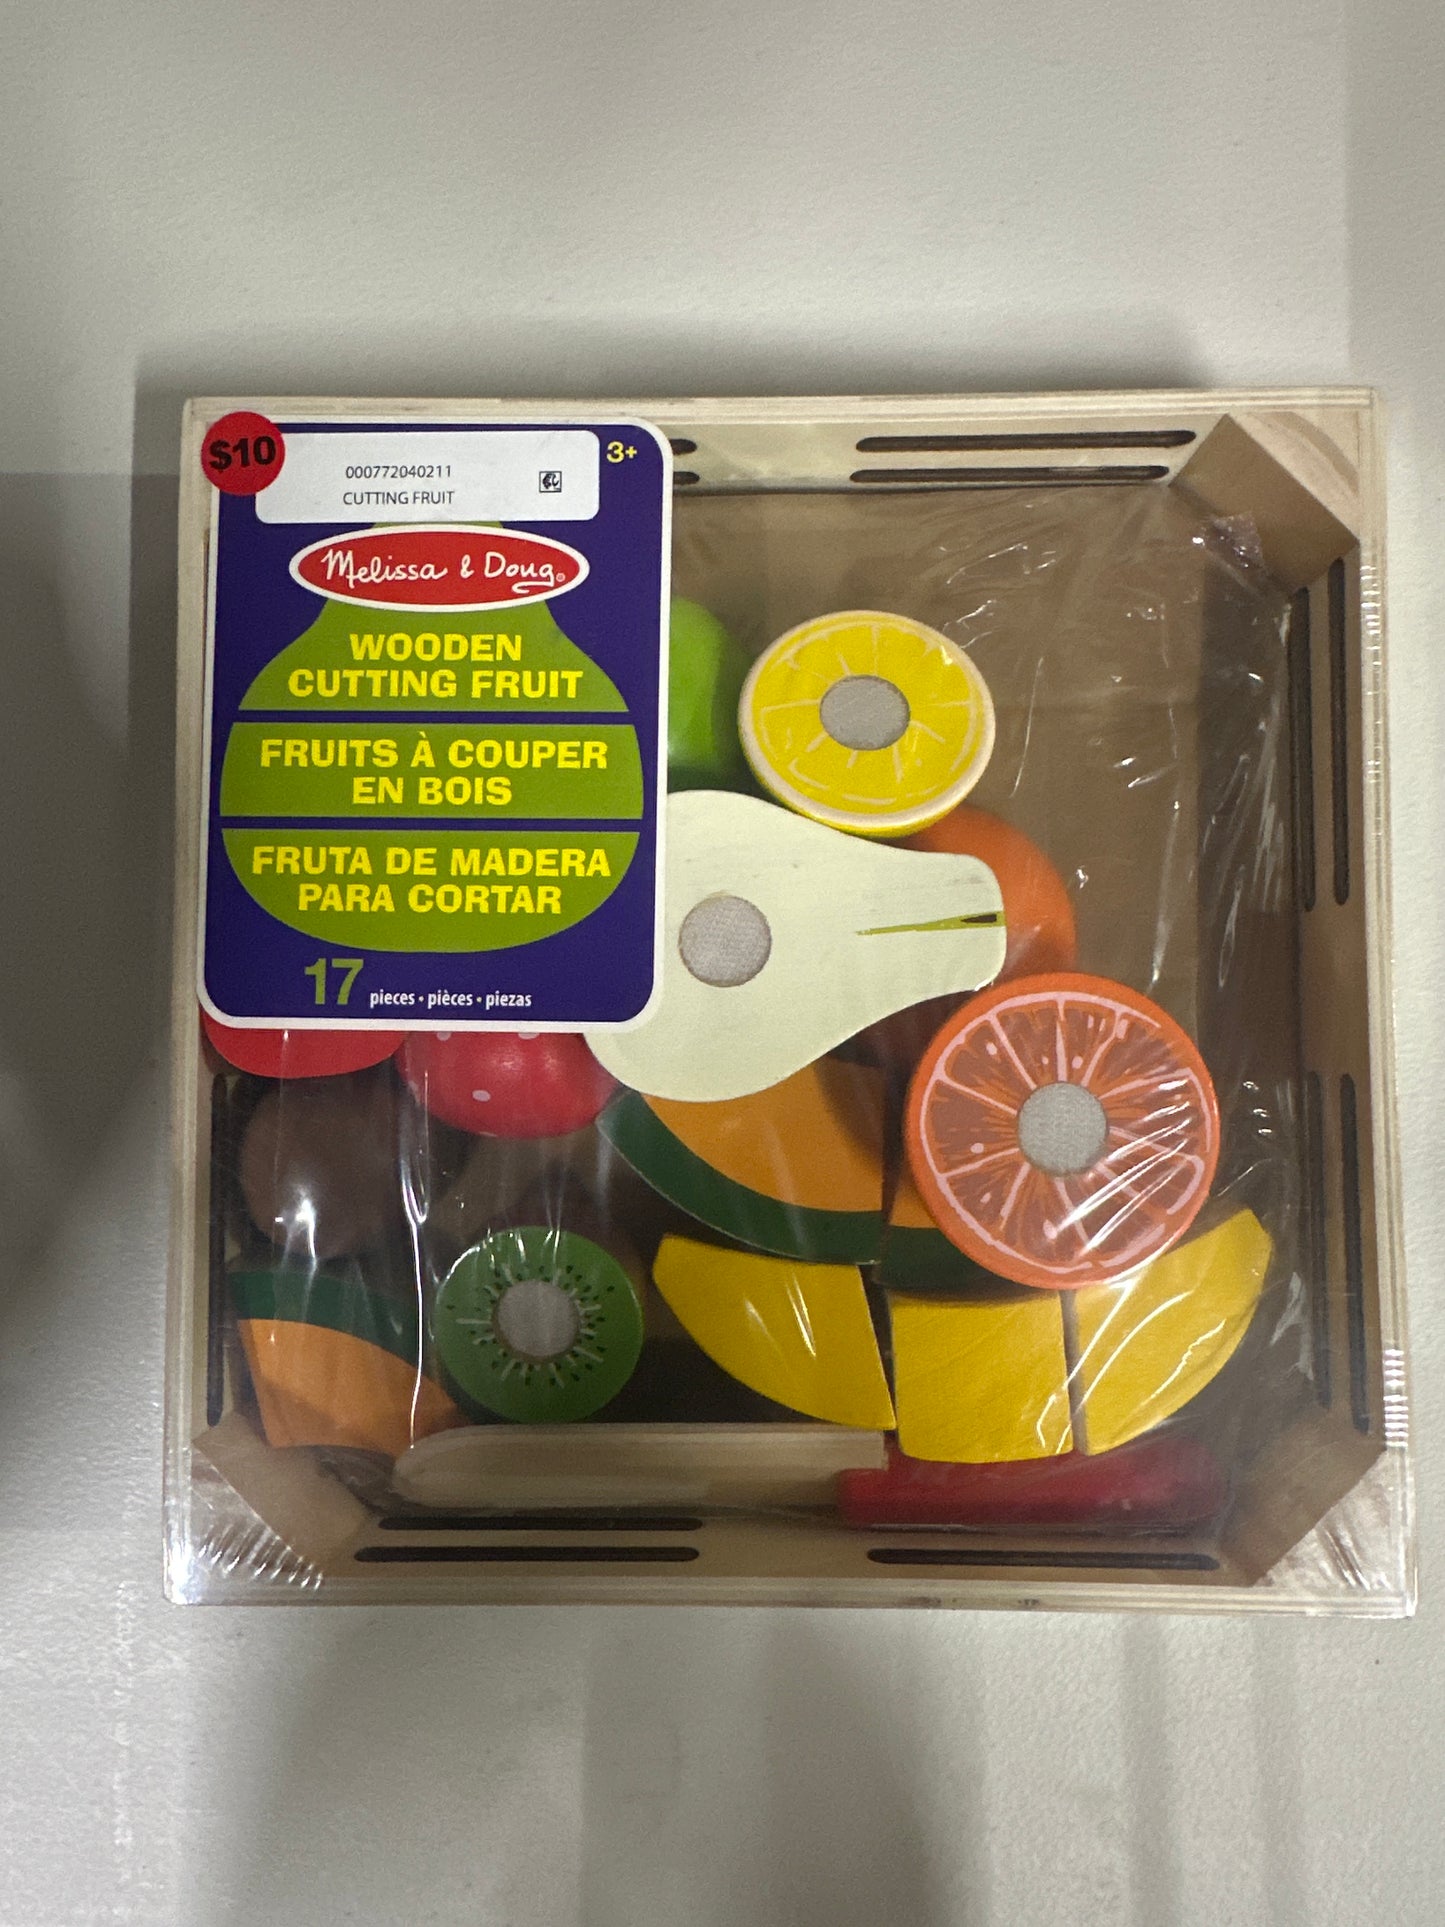 $10
000772040211
CUTTING FRUIT
3+
Melissa & Doug®
WOODEN
CUTTING FRUIT
FRUITS À COUPER
EN BOIS
FRUTA DE MADERA
PARA CORTAR
17 pieces • pièces • piezas